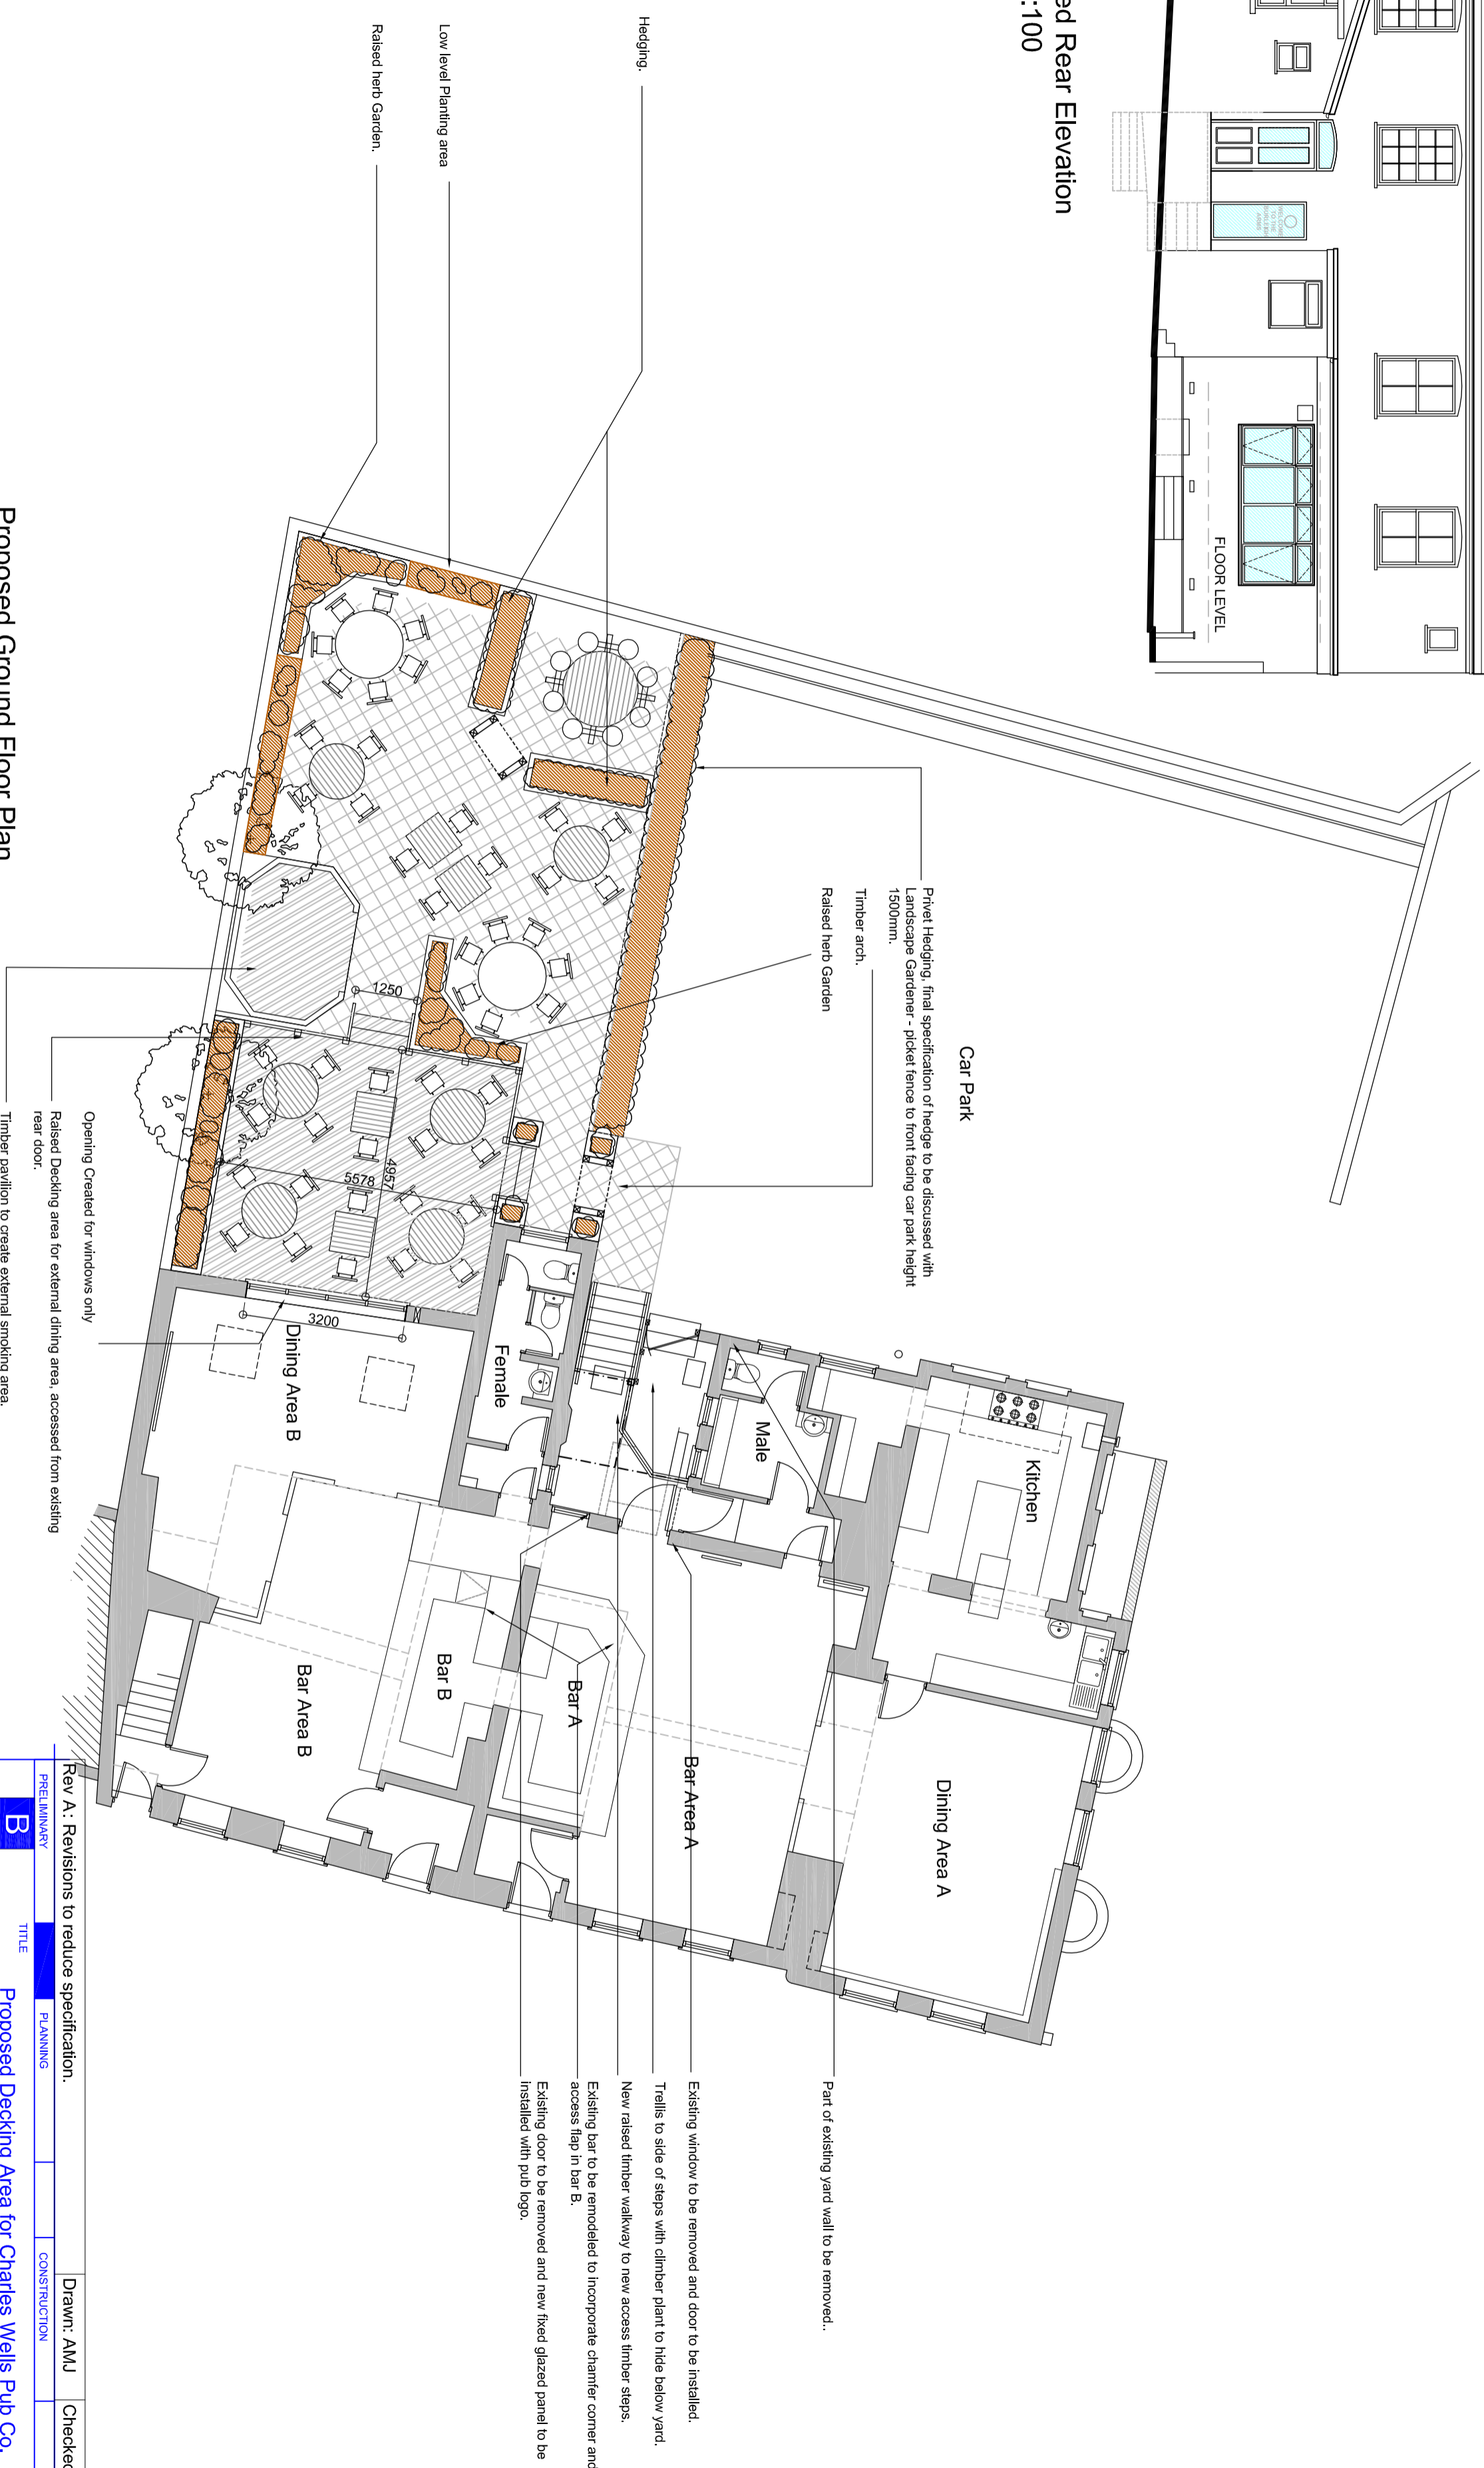 ed Rear Elevation
:100
WELCOME
TO THE
BURLEIGH
ARMS
FLOOR LEVEL
Hedging.
Low level Planting area
Raised herb Garden.
Car Park
Privet Hedging, final specification of hedge to be discussed with
Landscape Gardener - picket fence to front facing car park height
1500mm.
Timber arch.
Raised herb Garden
1250
4957
5578
3200
Opening Created for windows only
Raised Decking area for external dining area, accessed from existing
rear door.
Timber pavilion to create external smoking area.
Kitchen
Male
Female
Dining Area B
Dining Area A
Bar Area A
Bar A
Bar B
Bar Area B
Part of existing yard wall to be removed..
Existing window to be removed and door to be installed.
Trellis to side of steps with climber plant to hide below yard.
New raised timber walkway to new access timber steps.
Existing bar to be remodeled to incorporate chamfer corner and
access flap in bar B.
Existing door to be removed and new fixed glazed panel to be
installed with pub logo.
Proposed Ground Floor Plan
Rev A: Revisions to reduce specification.
Drawn: AMJ
Checked
PRELIMINARY
PLANNING
CONSTRUCTION
B
TITLE
Proposed Decking Area for Charles Wells Pub Co.